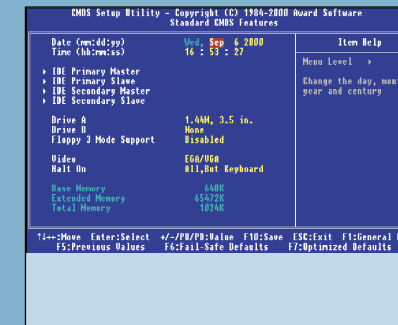 CMOS Setup Utility - Copyright (C) 1984-2000 Award Software
Standard CMOS Features
Date (mm:dd:yy) Wed, Sep 6 2000
Time (hh:mm:ss) 16 : 53 : 27
IDE Primary Master
IDE Primary Slave
IDE Secondary Master
IDE Secondary Slave
Drive A 1.44M, 3.5 in.
Drive B None
Floppy 3 Mode Support Disabled
Video EGA/VGA
Halt On All,But Keyboard
Base Memory 640K
Extended Memory 65472K
Total Memory 1024K
Item Help
Menu Level
Change the day, mon
year and century
↑↓→←:Move Enter:Select +/-/PU/PD:Value F10:Save ESC:Exit F1:General
F5:Previous Values F6:Fail-Safe Defaults F7:Optimized Defaults